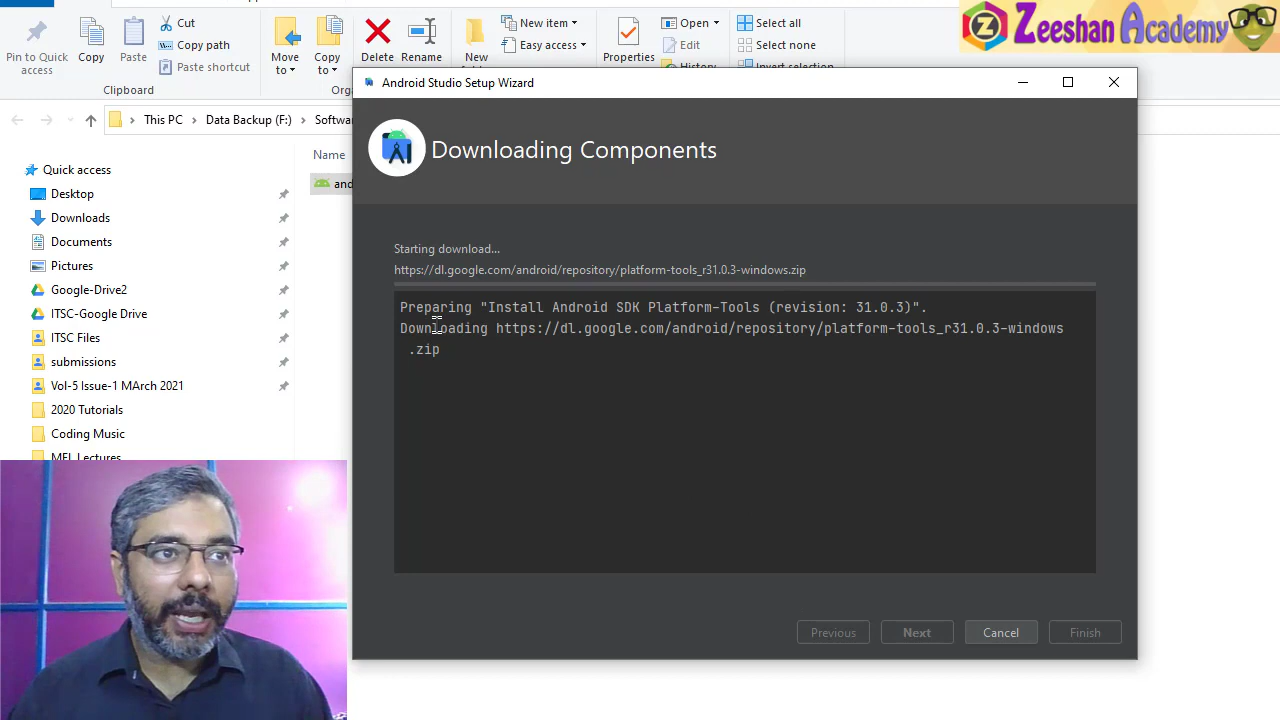 Cut
Copy path
Paste shortcut
Pin to Quick
access
Copy
Paste
Clipboard
Move
to
Copy
to
Delete
Rename
New
New item
Easy access
Properties
Open
Edit
History
Select all
Select none
Invert selection
Zeeshan Academy
This PC
Data Backup (F:)
Name
Quick access
Desktop
Downloads
Documents
Pictures
Google-Drive2
ITSC-Google Drive
ITSC Files
submissions
Vol-5 Issue-1 MArch 2021
2020 Tutorials
Coding Music
Android Studio Setup Wizard
Downloading Components
Starting download...
https://dl.google.com/android/repository/platform-tools_r31.0.3-windows.zip
Preparing "Install Android SDK Platform-Tools (revision: 31.0.3)".
Downloading https://dl.google.com/android/repository/platform-tools_r31.0.3-windows
.zip
Previous
Next
Cancel
Finish